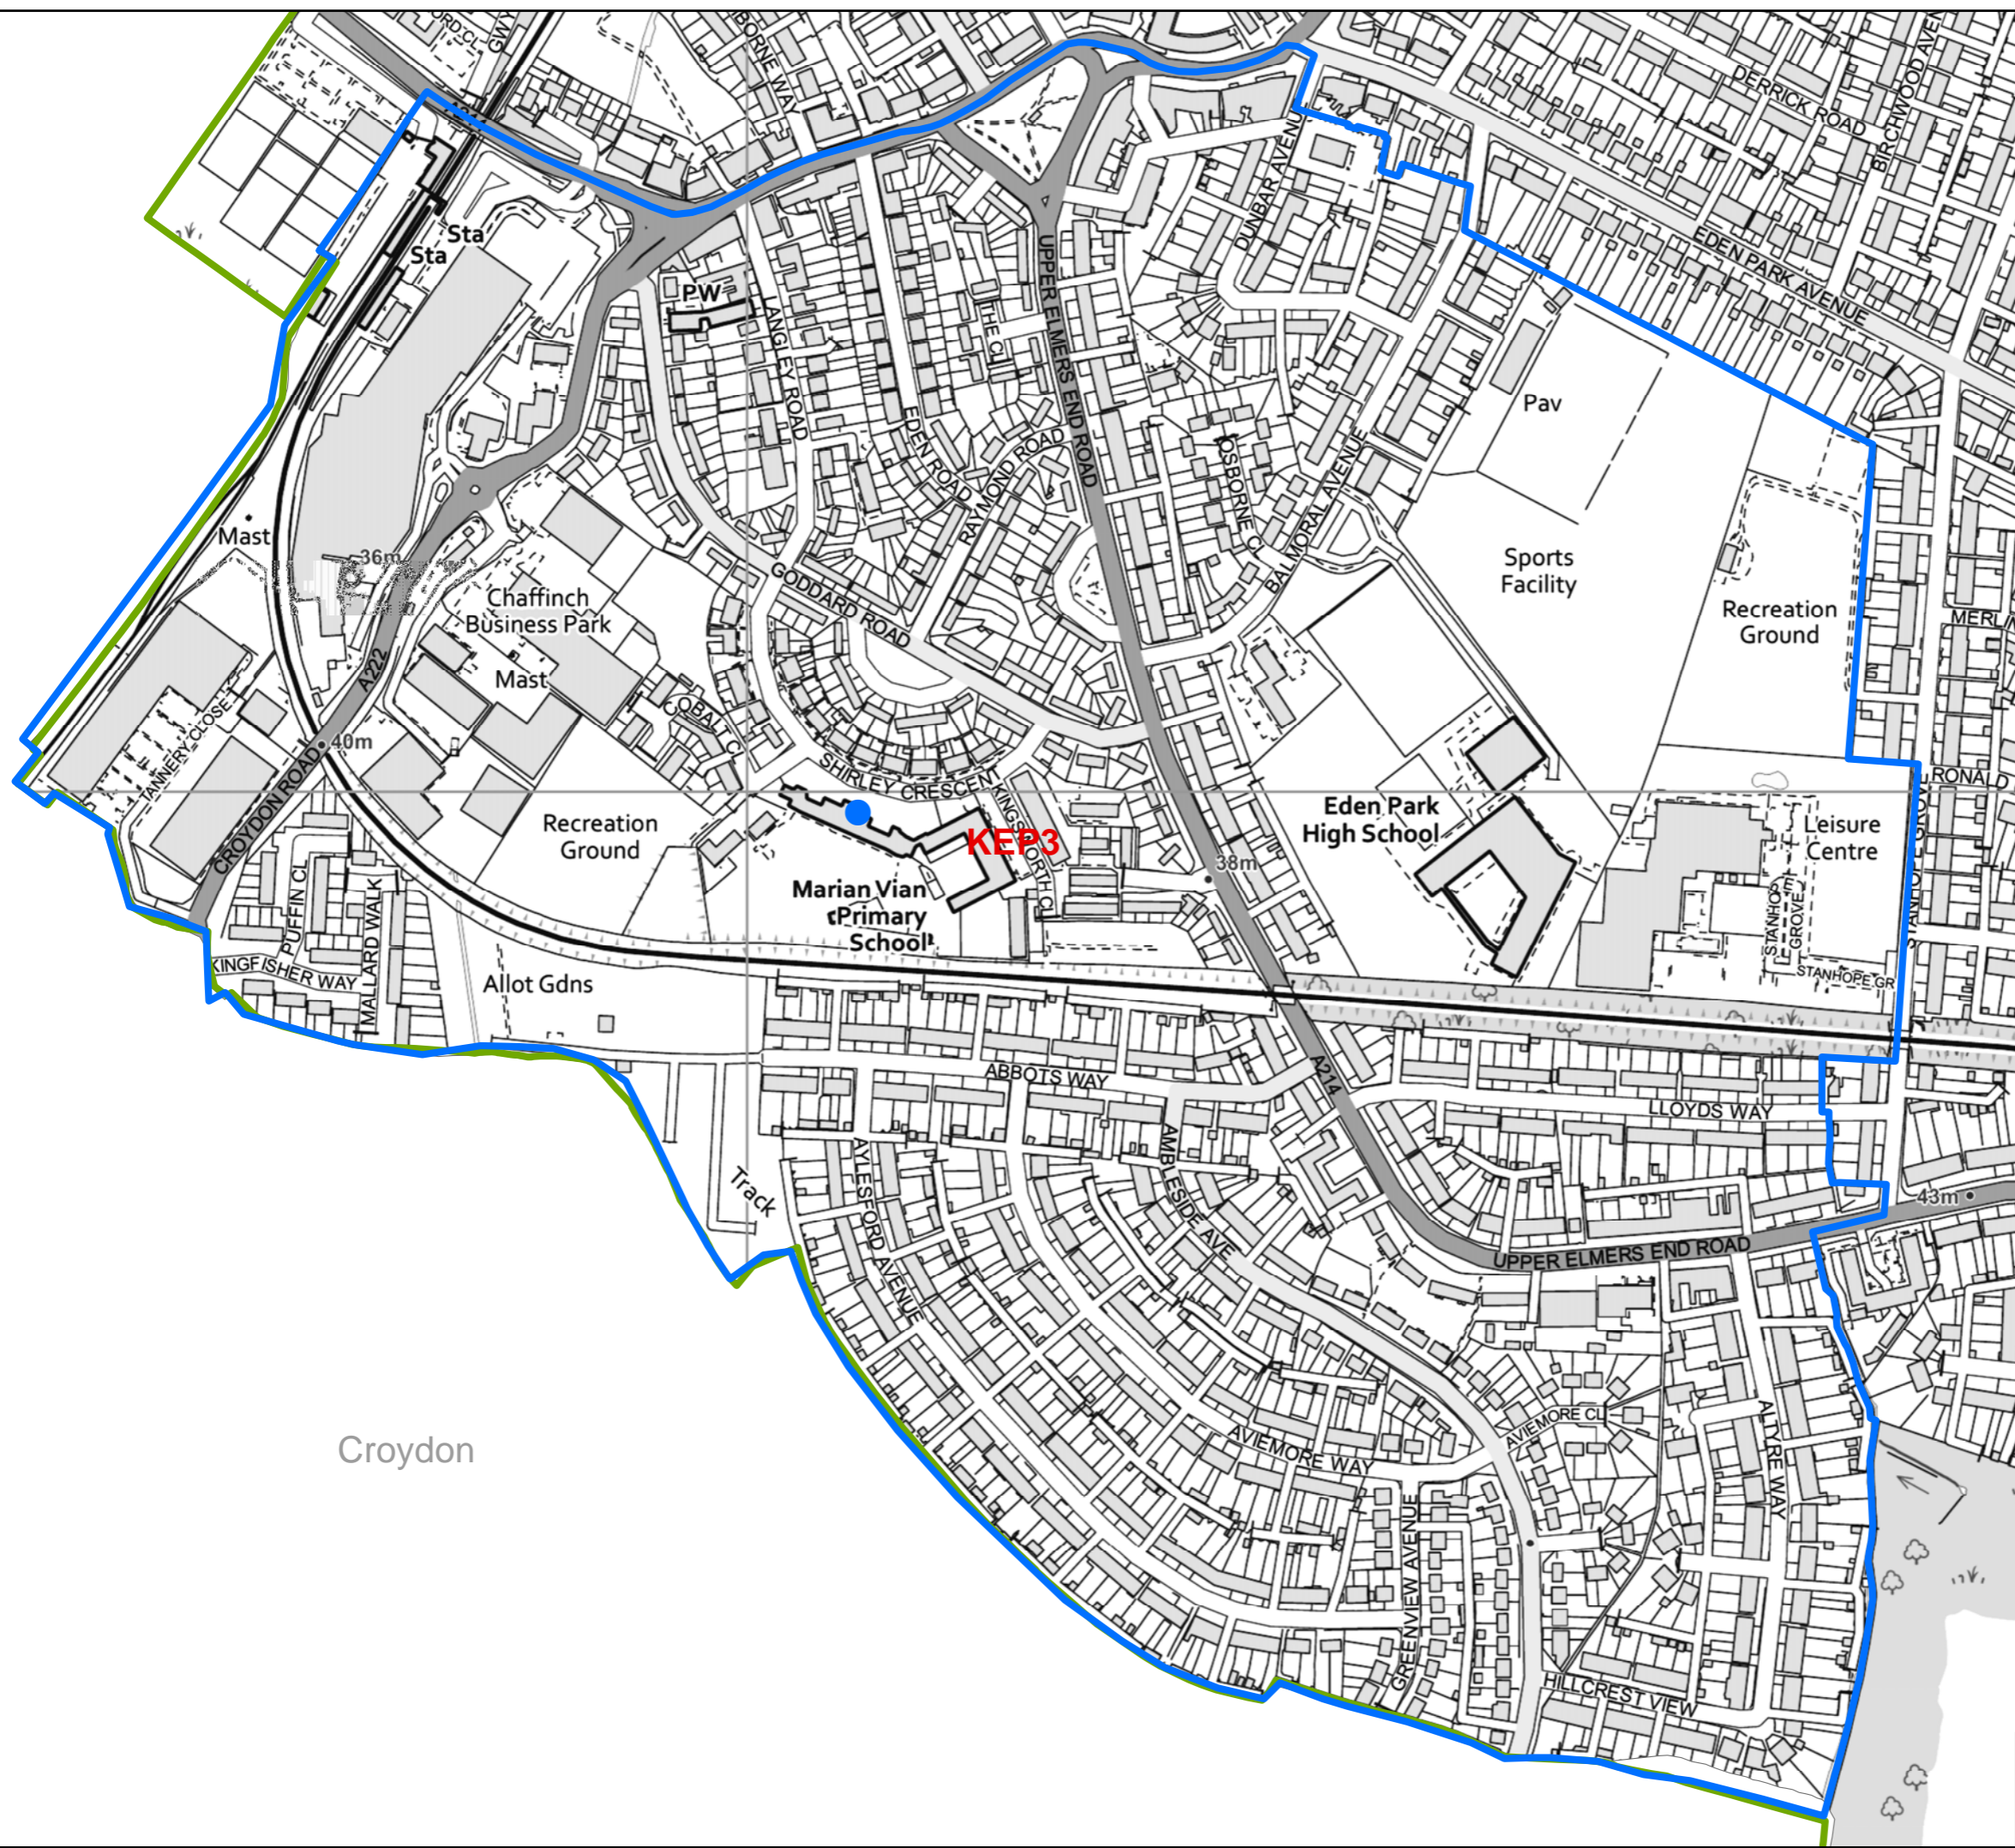 DERRICK ROAD
Sta
Sta
DUNBAR AVENUE
EDEN PARK AVENUE
PW
LANGLEY ROAD
THE CL
UPPER ELMERS END ROAD
Pav
EDEN ROAD
RAYMOND ROAD
OSBORNE CL
BALMORAL AVENUE
Mast
36m
Sports
Facility
GODDARD ROAD
Chaffinch
Business Park
Recreation
Ground
A222
Mast
COBALT CL
TANNERY CLOSE
40m
SHIRLEY CRESCENT
RONALD
CROYDON ROAD
Recreation
Ground
KEP3
Eden Park
High School
Leisure
Centre
38m
Marian Vian
Primary
School
PUFFIN CL
MALLARD WALK
KINGFISHER WAY
Allot Gdns
STANHOPE
GROVE
STANHOPE GR
ABBOTS WAY
A214
LLOYDS WAY
Track
AYLESFORD AVENUE
AMBLESIDE AVE
43m
UPPER ELMERS END ROAD
Croydon
AVIEMORE WAY
AVIEMORE CL
ALTYRE WAY
GREENVIEW AVENUE
HILLCREST VIEW